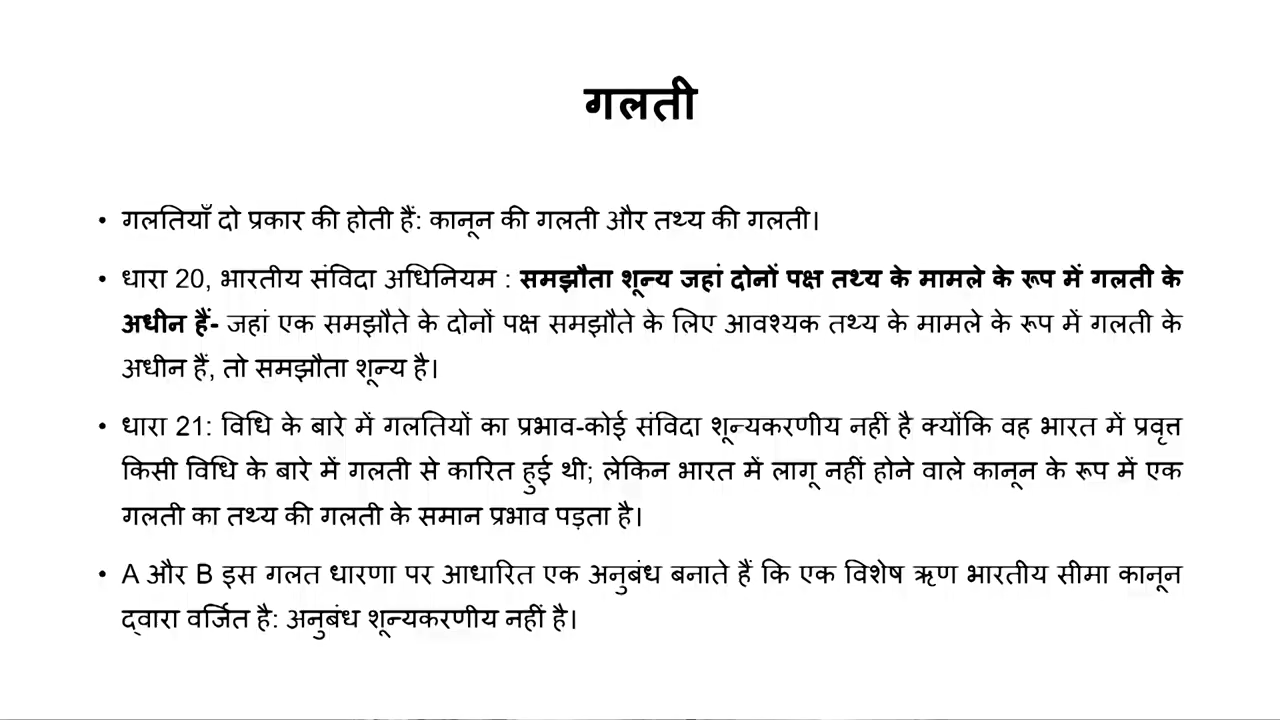 गलती
• गलतियाँ दो प्रकार की होती हैं: कानून की गलती और तथ्य की गलती।
• धारा 20, भारतीय संविदा अधिनियम : समझौता शून्य जहां दोनों पक्ष तथ्य के मामले के रूप में गलती के
अधीन हैं- जहां एक समझौते के दोनों पक्ष समझौते के लिए आवश्यक तथ्य के मामले के रूप में गलती के
अधीन हैं, तो समझौता शून्य है।
• धारा 21: विधि के बारे में गलतियों का प्रभाव-कोई संविदा शून्यकरणीय नहीं है क्योंकि वह भारत में प्रवृत्त
किसी विधि के बारे में गलती से कारित हुई थी; लेकिन भारत में लागू नहीं होने वाले कानून के रूप में एक
गलती का तथ्य की गलती के समान प्रभाव पड़ता है।
• A और B इस गलत धारणा पर आधारित एक अनुबंध बनाते हैं कि एक विशेष ऋण भारतीय सीमा कानून
द्वारा वर्जित है: अनुबंध शून्यकरणीय नहीं है।